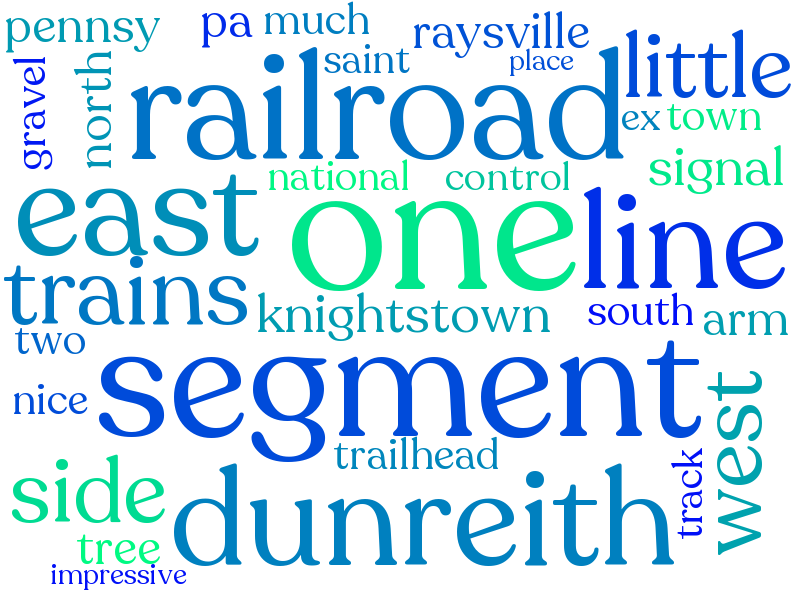 pennsy
pa
much
raysville
little
gravel
north
saint
place
railroad
ex
town
national
control
signal
east
one
line
trains
knightstown
south
arm
two
segment
nice
west
trailhead
side
track
dunreith
tree
impressive